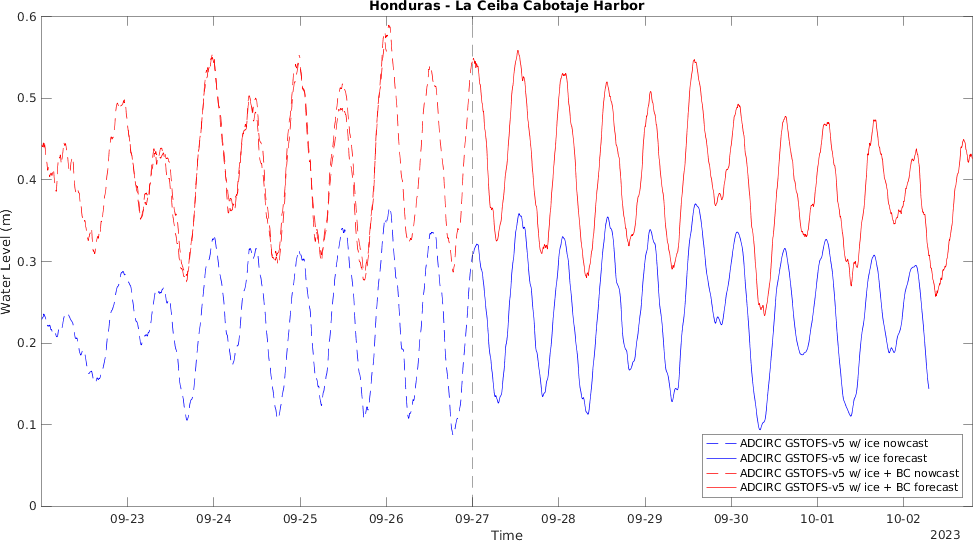 Honduras - La Ceiba Cabotaje Harbor
0.6
0.5
0.4
0.3
0.2
0.1
0
Water Level (m)
ADCIRC GSTOFS-v5 w/ ice nowcast
ADCIRC GSTOFS-v5 w/ ice forecast
ADCIRC GSTOFS-v5 w/ ice + BC nowcast
ADCIRC GSTOFS-v5 w/ ice + BC forecast
09-23 09-24 09-25 09-26 09-27 09-28 09-29 09-30 10-01 10-02
Time
2023